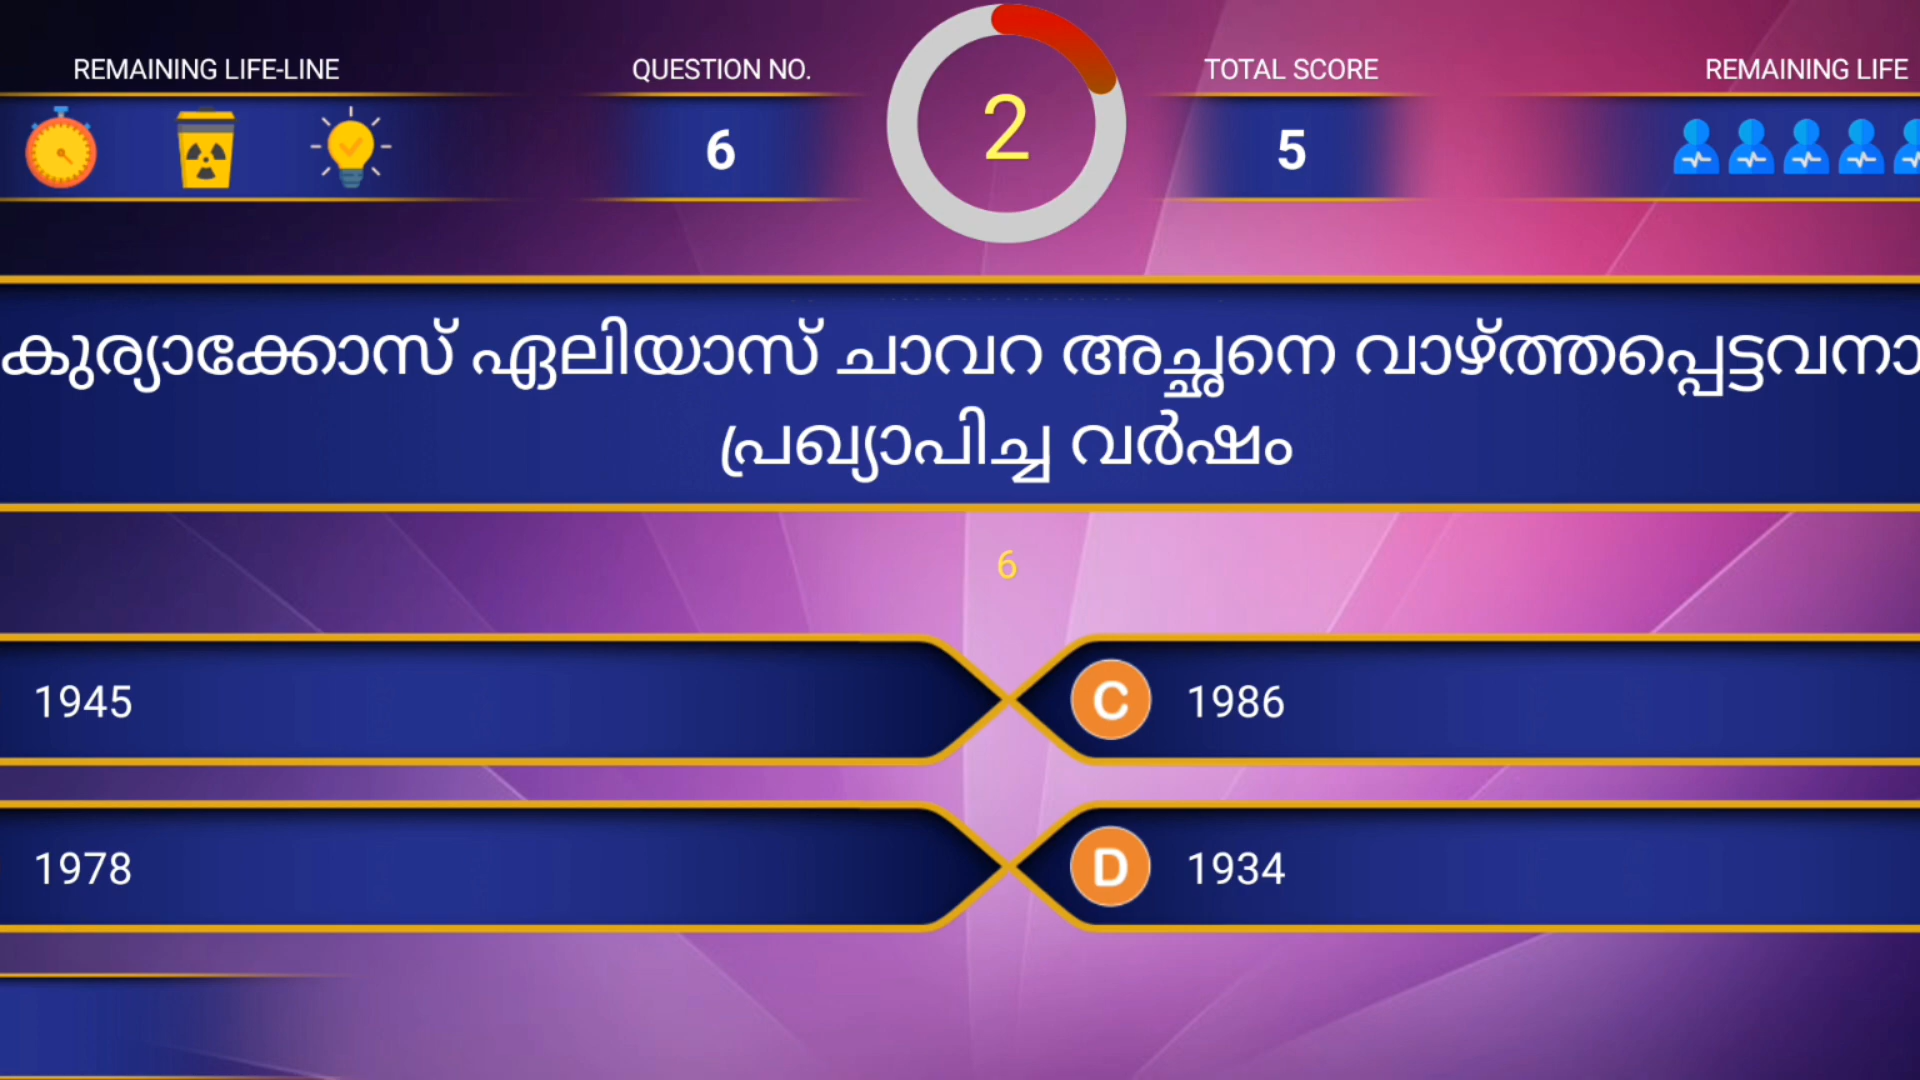 REMAINING LIFE-LINE
QUESTION NO.
2
TOTAL SCORE
REMAINING LIFE
6
5
കുര്യാക്കോസ് ഏലിയാസ് ചാവറ അച്ഛനെ വാഴ്ത്തപ്പെട്ടവനാ
പ്രഖ്യാപിച്ച വർഷം
6
1945
C 1986
1978
D 1934